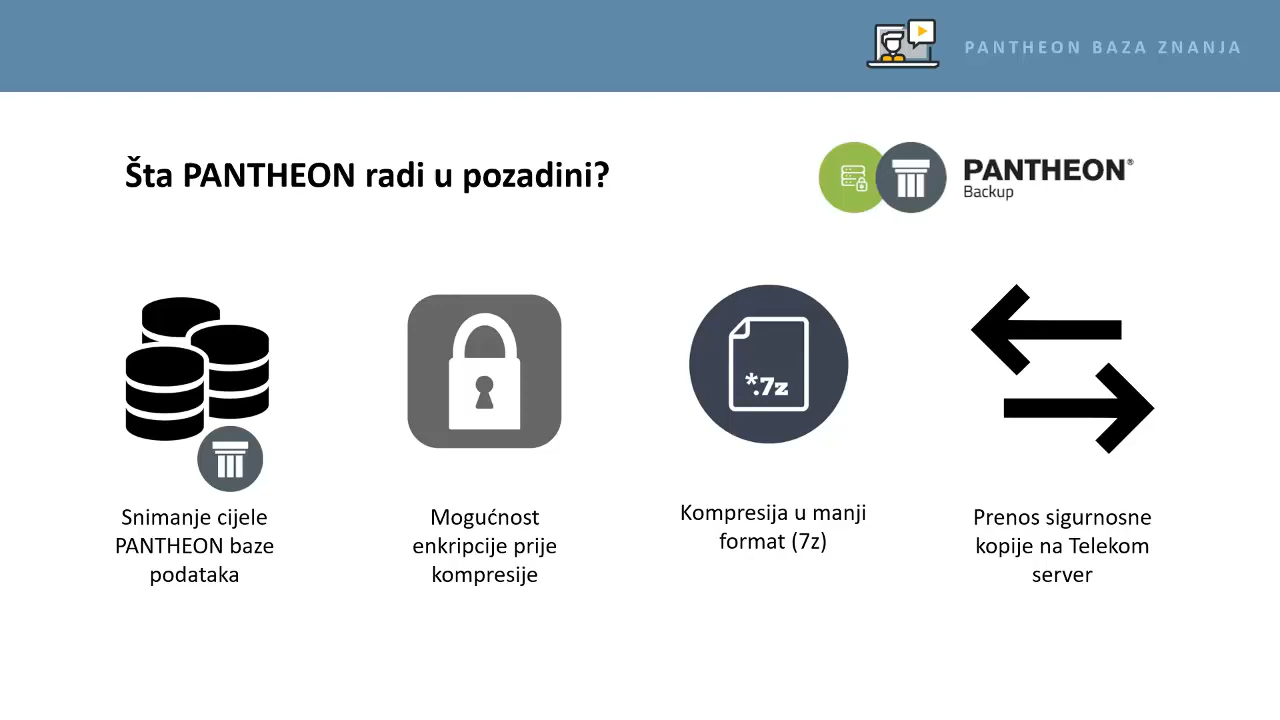 PANTHEON BAZA ZNANJA
Šta PANTHEON radi u pozadini?
PANTHEON®
Backup
*.7z
Snimanje cijele
PANTHEON baze
podataka
Mogućnost
enkripcije prije
kompresije
Kompresija u manji
format (7z)
Prenos sigurnosne
kopije na Telekom
server